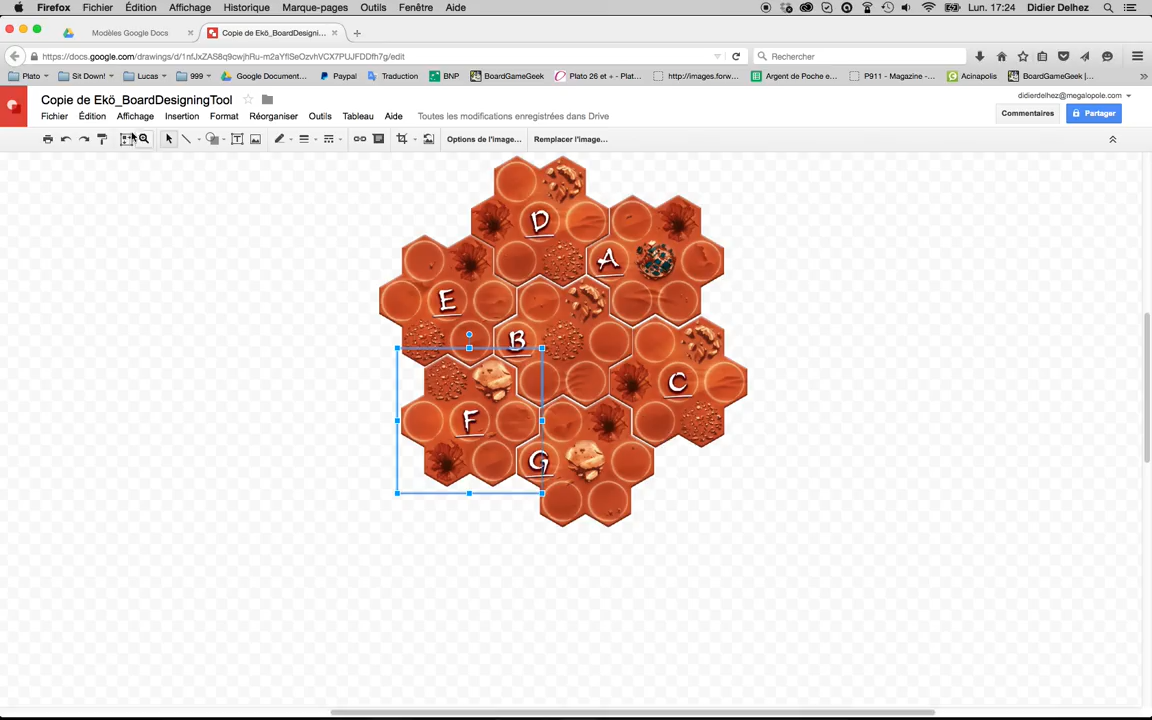 Firefox Fichier Édition Affichage Historique Marque-pages Outils Fenêtre Aide Lun. 17:24 Didier Delhez
Modèles Google Docs
Copie de Ekö_BoardDesigni...
https://docs.google.com/drawings/d/1nfJxZAS8q9cwjhRu-m2aYflSeOzvhVCX7PUJFDDfh7g/edit
Rechercher
Plato Sit Down! Lucas 999 Google Document... Paypal Traduction BNP BoardGameGeek Plato 26 et + - Plat... http://images.forw... Argent de Poche e... P911 - Magazine -... Acinapolis BoardGameGeek |...
Copie de Ekö_BoardDesigningTool
didierdelhez@megalopole.com
Fichier Édition Affichage Insertion Format Réorganiser Outils Tableau Aide Toutes les modifications enregistrées dans Drive
Commentaires Partager
Options de l'image... Remplacer l'image...
D
A
E
B
C
F
G